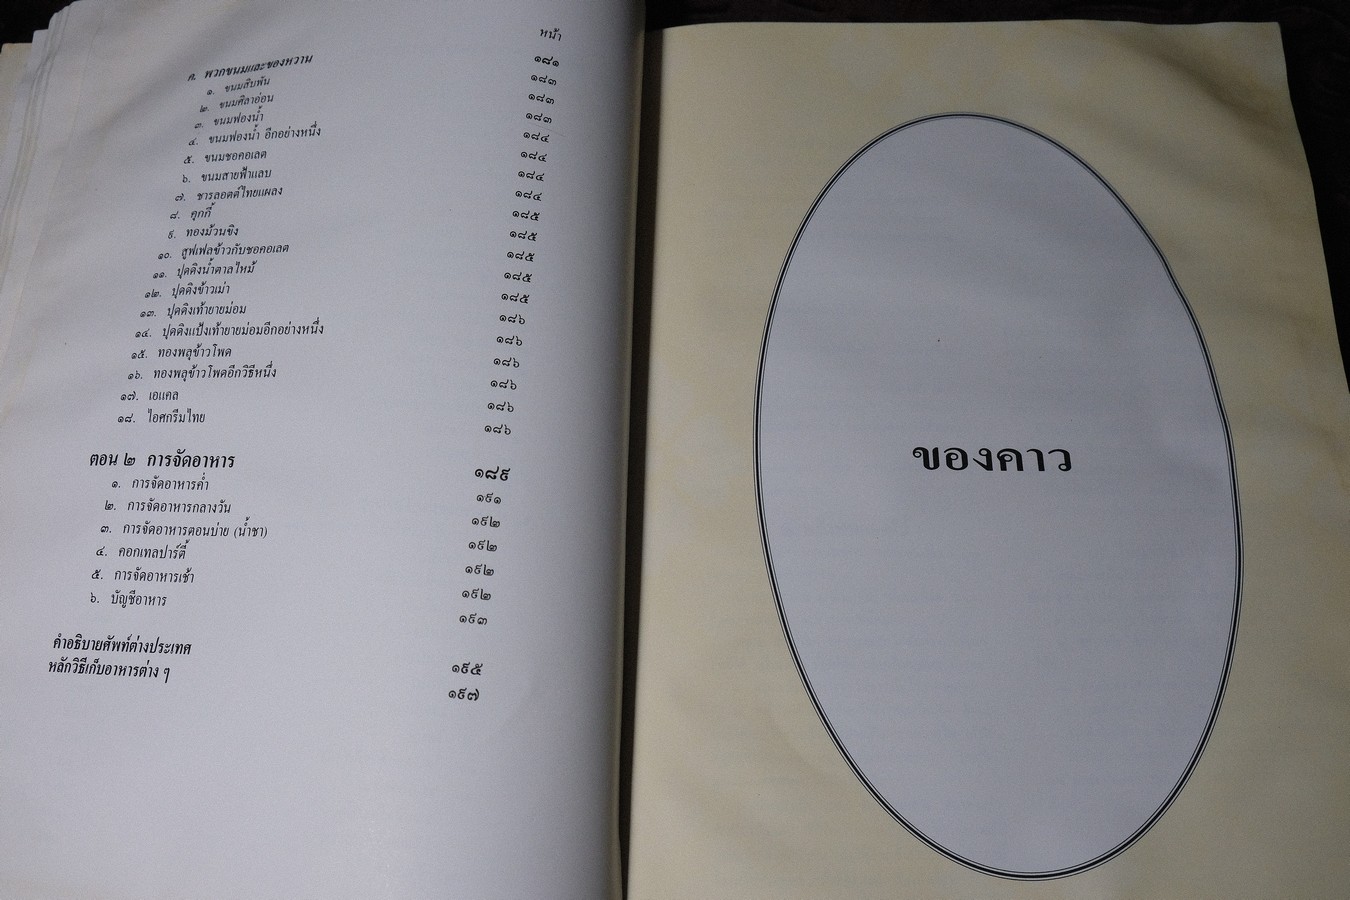 หน้า
ค. พวกขนมและของหวาน ๑๘๑
๑. ขนมสิบพัน ๑๘๓
๒. ขนมศิลาอ่อน ๑๘๓
๓. ขนมฟองน้ำ ๑๘๓
๔. ขนมฟองน้ำ อีกอย่างหนึ่ง ๑๘๔
๕. ขนมชอคอเลต ๑๘๔
๖. ขนมสายฟ้าแลบ ๑๘๔
๗. ชารลอตต์ไทยแผลง ๑๘๔
๘. คุกกี้ ๑๘๕
๙. ทองม้วนขิง ๑๘๕
๑๐. สูฟเฟลข้าวกับชอคอเลต ๑๘๕
๑๑. ปุดดิงน้ำตาลไหม้ ๑๘๕
๑๒. ปุดดิงข้าวเม่า ๑๘๕
๑๓. ปุดดิงเท้ายายม่อม ๑๘๖
๑๔. ปุดดิงแป้งเท้ายายม่อมอีกอย่างหนึ่ง ๑๘๖
๑๕. ทองพลุข้าวโพด ๑๘๖
๑๖. ทองพลุข้าวโพดอีกวิธีหนึ่ง ๑๘๖
๑๗. เอแคล ๑๘๖
๑๘. ไอศกรีมไทย ๑๘๖
ตอน ๒ การจัดอาหาร ๑๘๙
๑. การจัดอาหารค่ำ ๑๙๑
๒. การจัดอาหารกลางวัน ๑๙๒
๓. การจัดอาหารตอนบ่าย (น้ำชา) ๑๙๒
๔. คอกเทลปาร์ตี้ ๑๙๒
๕. การจัดอาหารเช้า ๑๙๒
๖. บัญชีอาหาร ๑๙๓
คำอธิบายศัพท์ต่างประเทศ ๑๙๕
หลักวิธีเก็บอาหารต่าง ๆ ๑๙๗
ของคาว